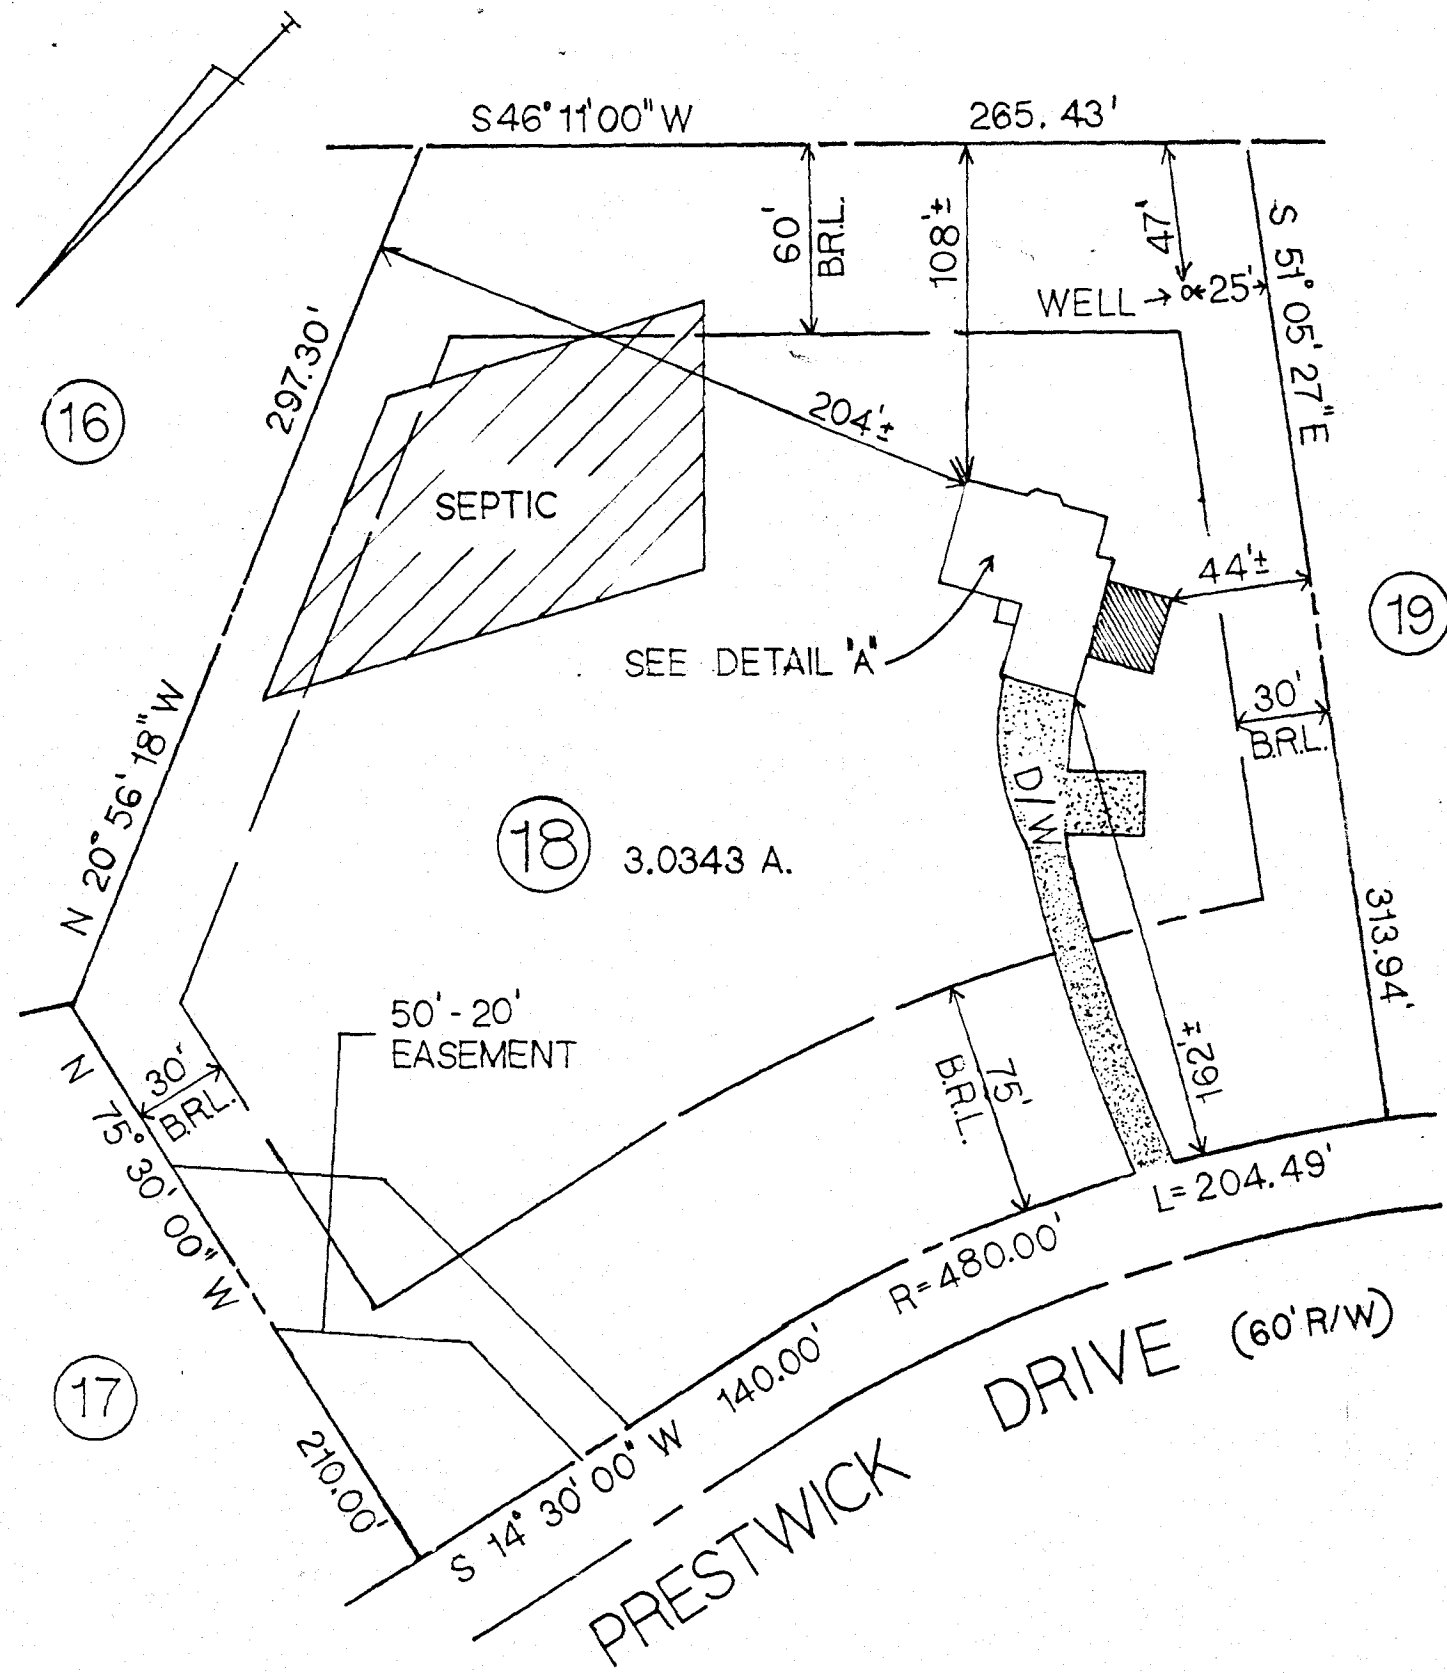 S46°11'00"W
265.43'
60'
B.R.L.
108'±
47'
S 51° 05' 27"E
WELL
25'
297.30'
16
204'±
SEPTIC
44'±
19
SEE DETAIL "A"
30'
B.R.L.
N 20° 56' 18" W
D/W
18
3.0343 A.
313.94'
50'-20'
EASEMENT
30'
B.R.L.
75'
B.R.L.
162'±
N 75° 30' 00" W
L=204.49'
R=480.00'
140.00'
DRIVE (60' R/W)
17
210.00'
S 14° 30' 00" W
PRESTWICK